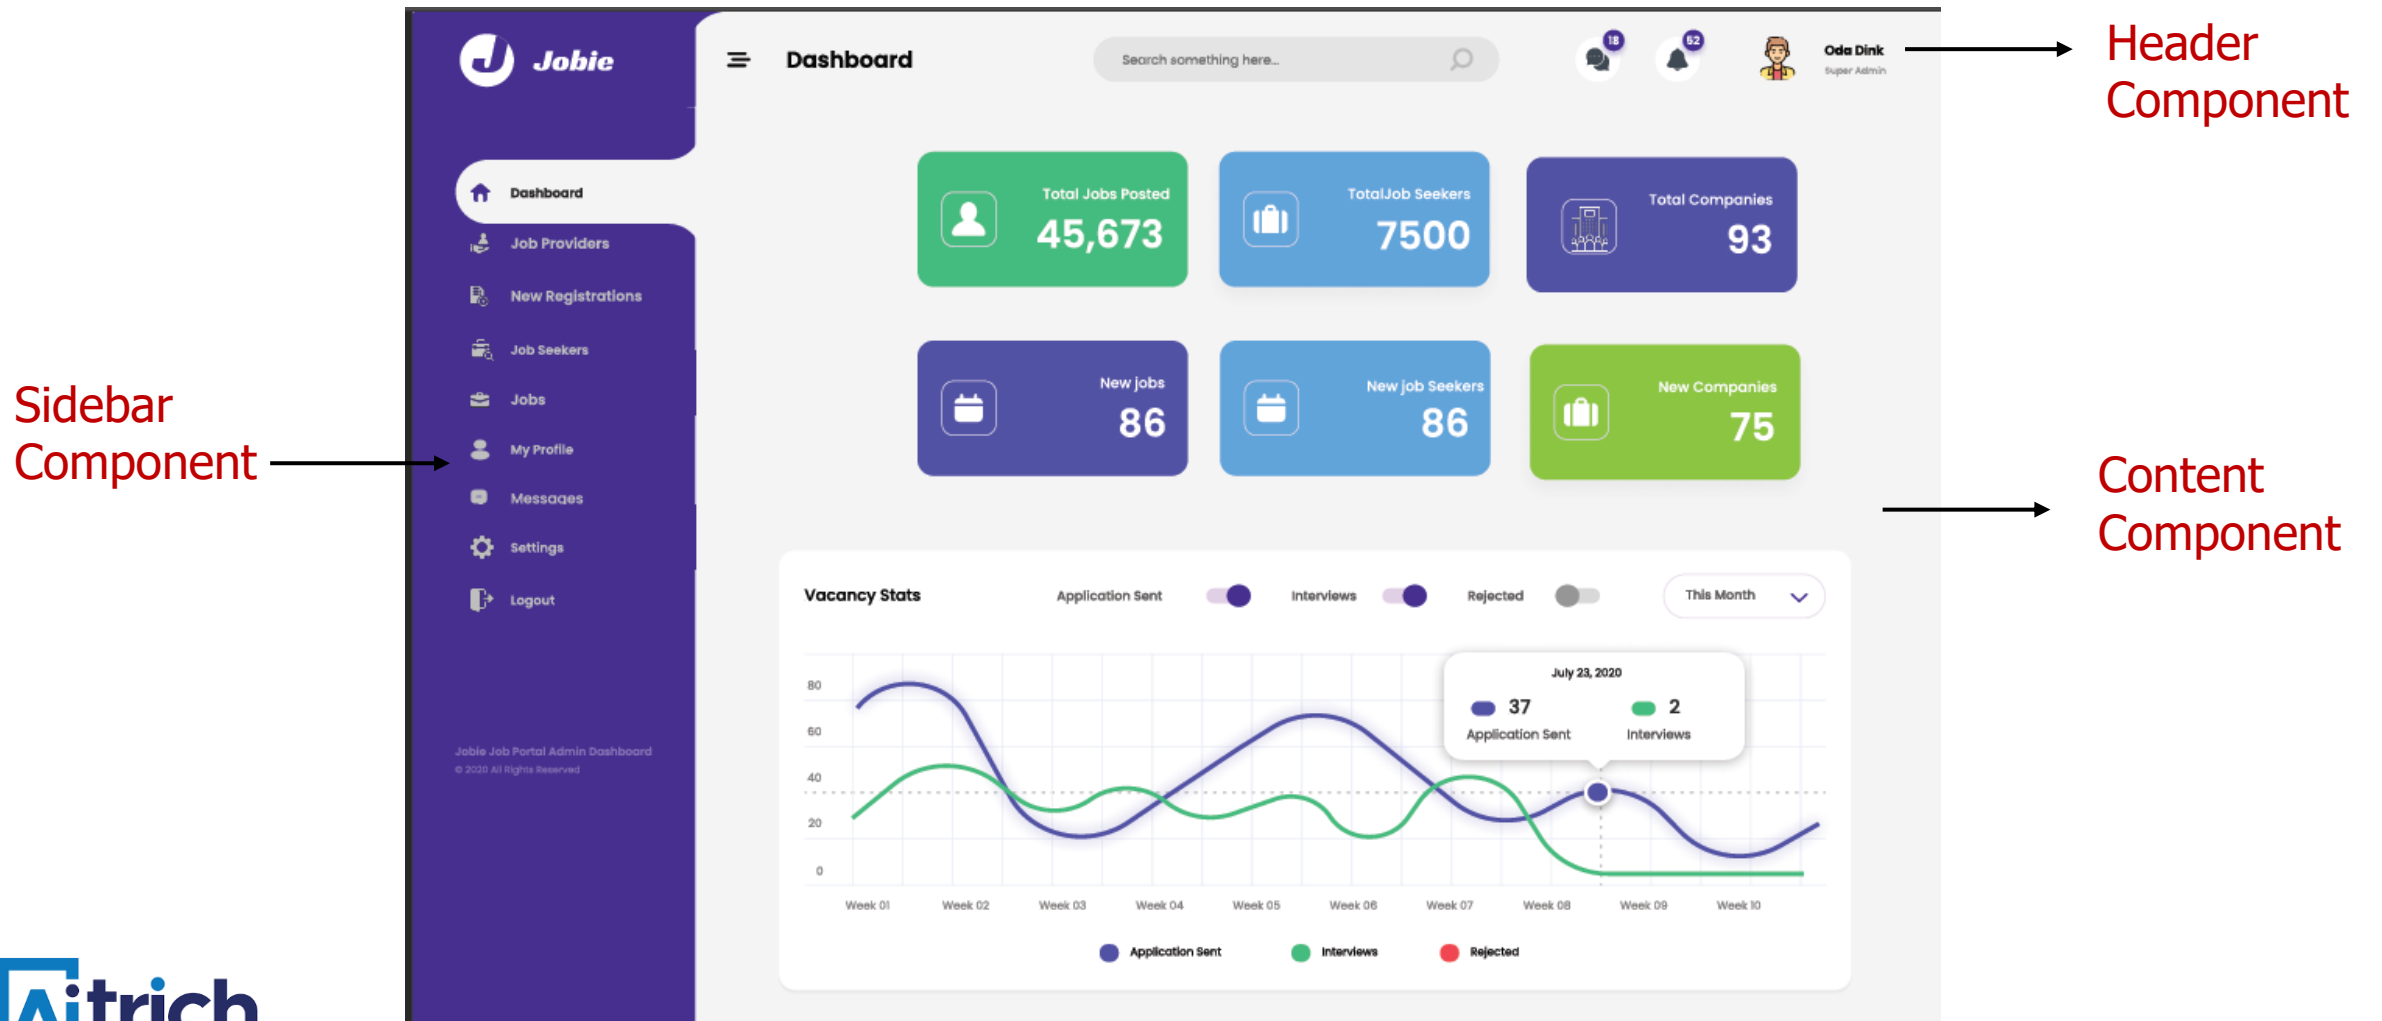 Jobie
Dashboard
Search something here...
18
52
Oda Dink
Super Admin
Header
Component
Dashboard
Job Providers
New Registrations
Job Seekers
Jobs
My Profile
Messages
Settings
Logout
Jobie Job Portal Admin Dashboard
© 2020 All Rights Reserved
Sidebar
Component
Total Jobs Posted
45,673
TotalJob Seekers
7500
Total Companies
93
New jobs
86
New job Seekers
86
New Companies
75
Content
Component
Vacancy Stats
Application Sent
Interviews
Rejected
This Month
July 23, 2020
37
Application Sent
2
Interviews
80
60
40
20
0
Week 01
Week 02
Week 03
Week 04
Week 05
Week 06
Week 07
Week 08
Week 09
Week 10
Application Sent
Interviews
Rejected
Aitrich